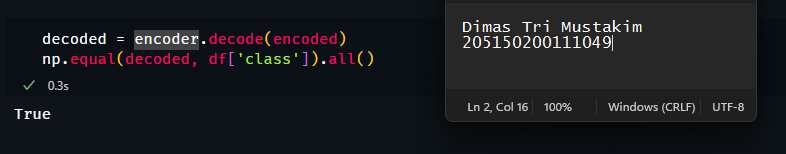 decoded = encoder.decode(encoded)
np.equal(decoded, df['class']).all()
0.3s
True
Dimas Tri Mustakim
205150200111049
Ln 2, Col 16
100%
Windows (CRLF)
UTF-8